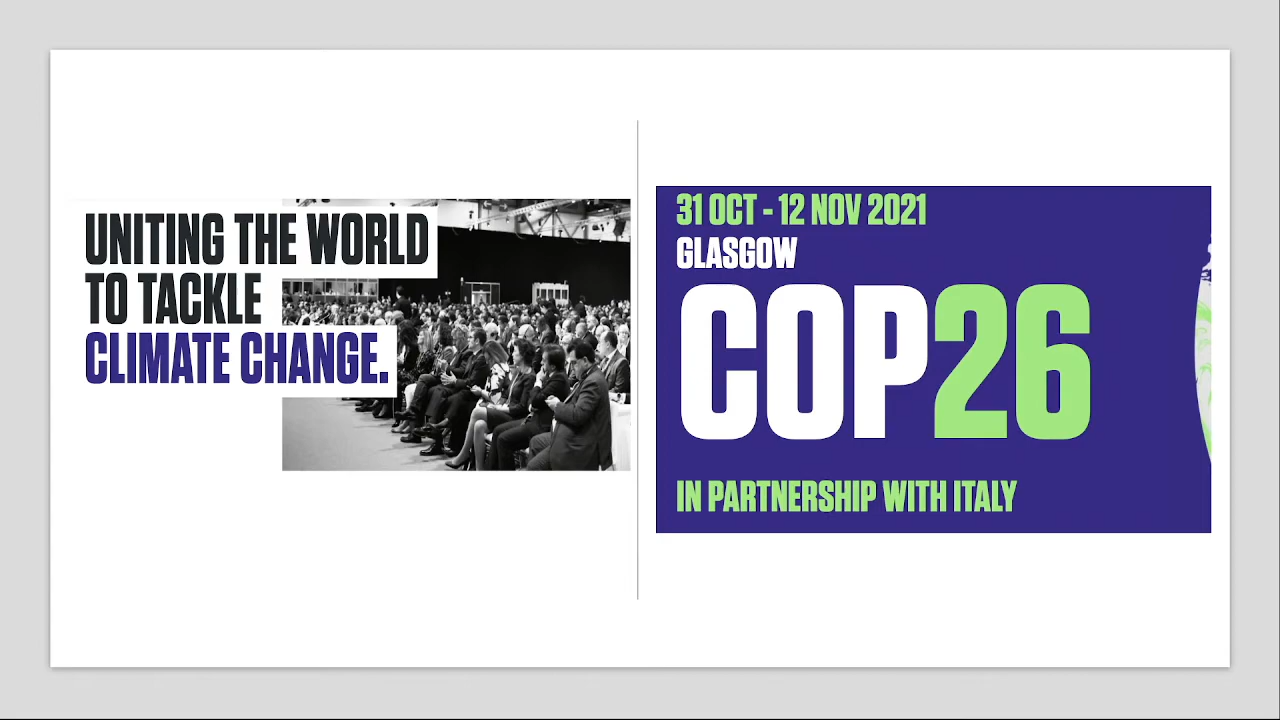 UNITING THE WORLD
TO TACKLE
CLIMATE CHANGE.
31 OCT - 12 NOV 2021
GLASGOW
COP26
IN PARTNERSHIP WITH ITALY